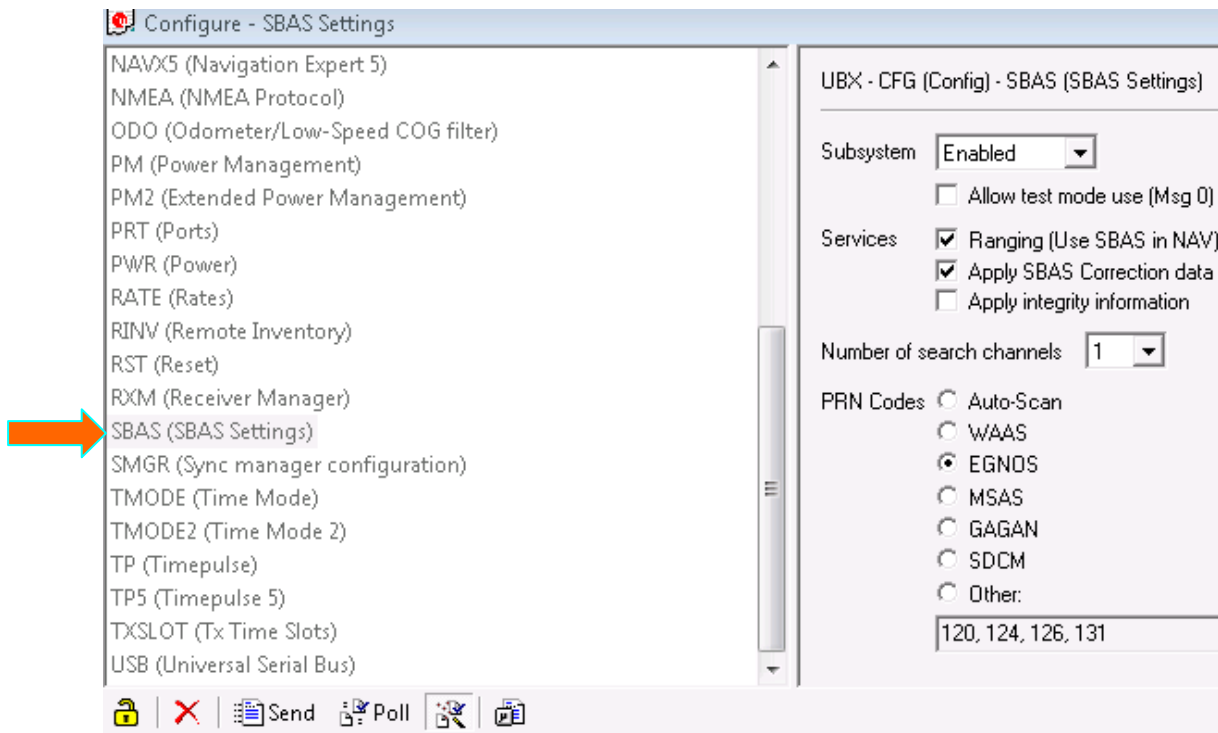 Configure - SBAS Settings
NAVX5 (Navigation Expert 5)
NMEA (NMEA Protocol)
ODO (Odometer/Low-Speed COG filter)
PM (Power Management)
PM2 (Extended Power Management)
PRT (Ports)
PWR (Power)
RATE (Rates)
RINV (Remote Inventory)
RST (Reset)
RXM (Receiver Manager)
SBAS (SBAS Settings)
SMGR (Sync manager configuration)
TMODE (Time Mode)
TMODE2 (Time Mode 2)
TP (Timepulse)
TP5 (Timepulse 5)
TXSLOT (Tx Time Slots)
USB (Universal Serial Bus)
UBX - CFG (Config) - SBAS (SBAS Settings)
Subsystem Enabled
Allow test mode use (Msg 0)
Services Ranging (Use SBAS in NAV)
Apply SBAS Correction data
Apply integrity information
Number of search channels 1
PRN Codes Auto-Scan
WAAS
EGNOS
MSAS
GAGAN
SDCM
Other:
120, 124, 126, 131
Send Poll